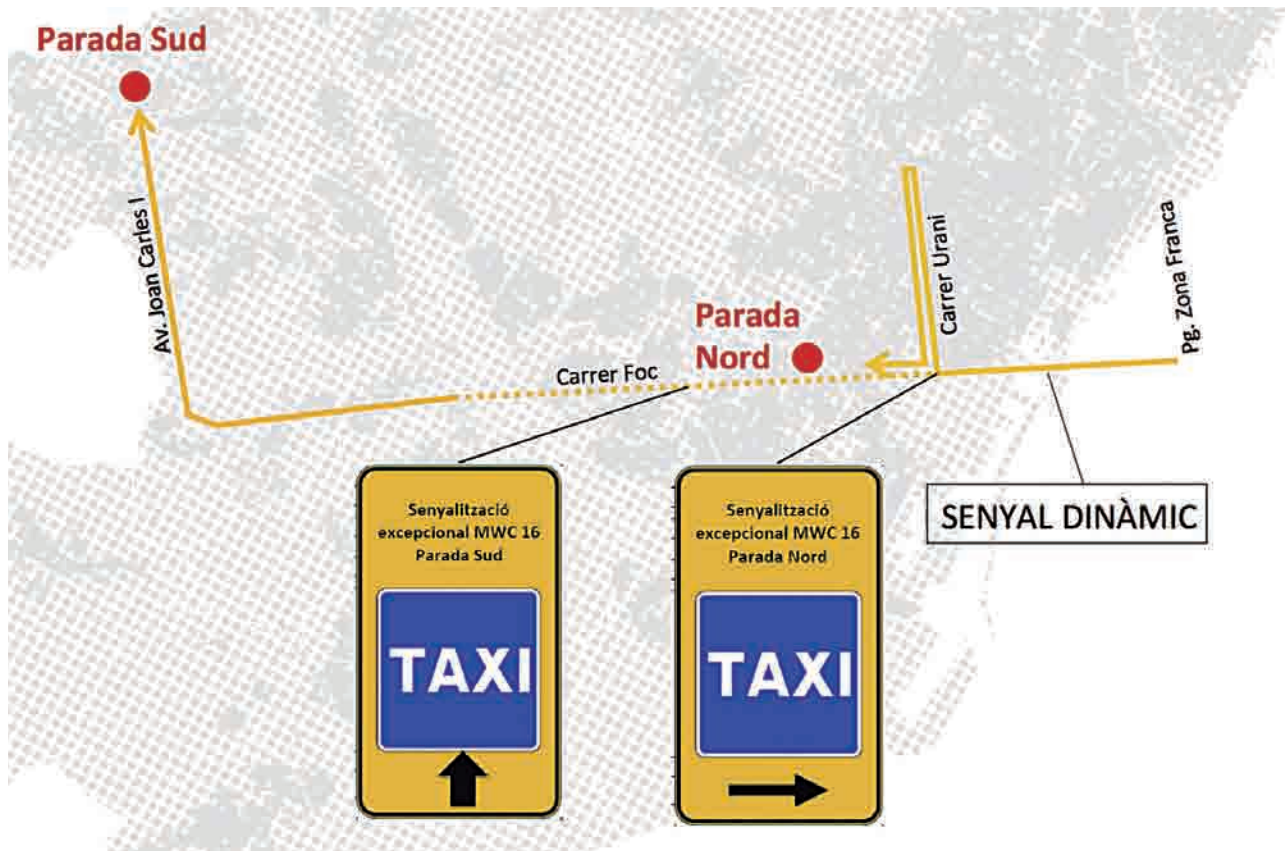 Parada Sud
Av. Joan Carles I
Carrer Foc
Parada
Nord
Carrer Urani
Pg. Zona Franca
SENYAL DINÀMIC
Senyalització
excepcional MWC 16
Parada Sud
TAXI
Senyalització
excepcional MWC 16
Parada Nord
TAXI